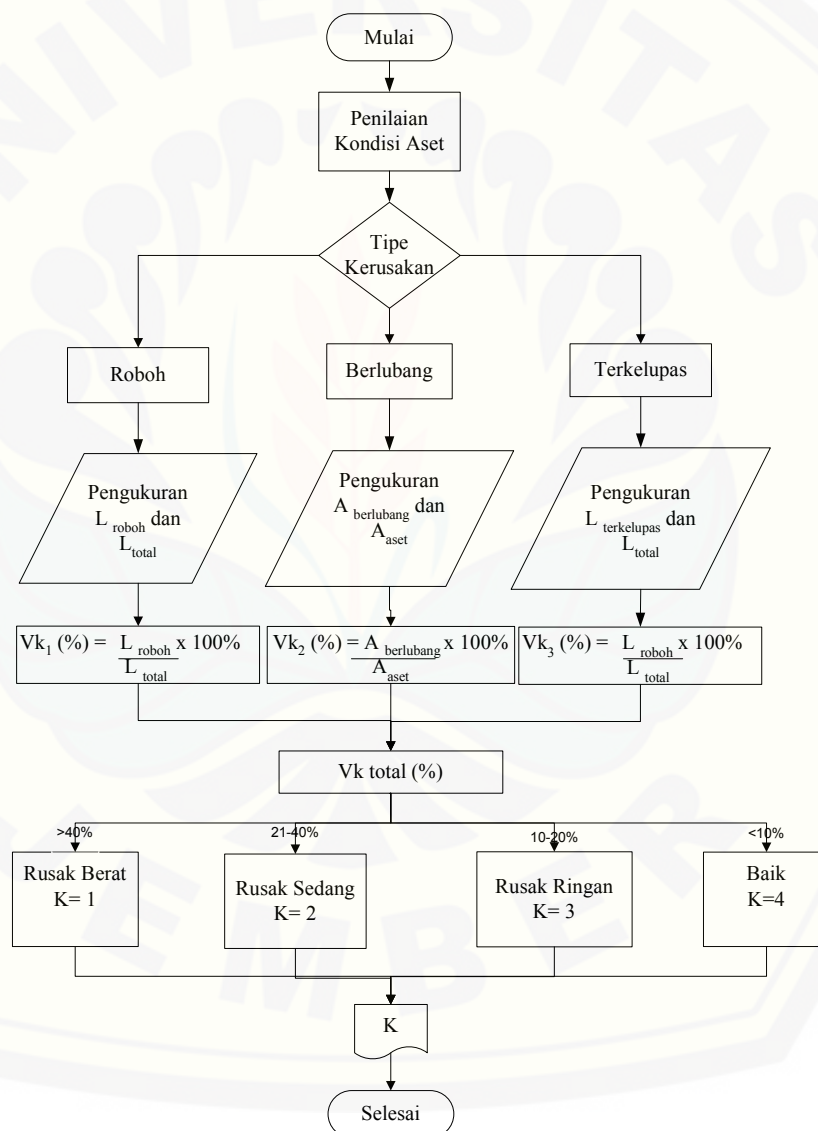 Mulai
Penilaian
Kondisi Aset
Tipe
Kerusakan
Roboh
Berlubang
Terkelupas
Pengukuran
L roboh dan
L total
Pengukuran
A berlubang dan
A aset
Pengukuran
L terkelupas dan
L total
Vk1 (%) = L roboh x 100%
L total
Vk2 (%) = A berlubang x 100%
A aset
Vk3 (%) = L roboh x 100%
L total
Vk total (%)
>40%
21-40%
10-20%
<10%
Rusak Berat
K= 1
Rusak Sedang
K= 2
Rusak Ringan
K= 3
Baik
K=4
K
Selesai
UNIVERSITAS
JEMBER